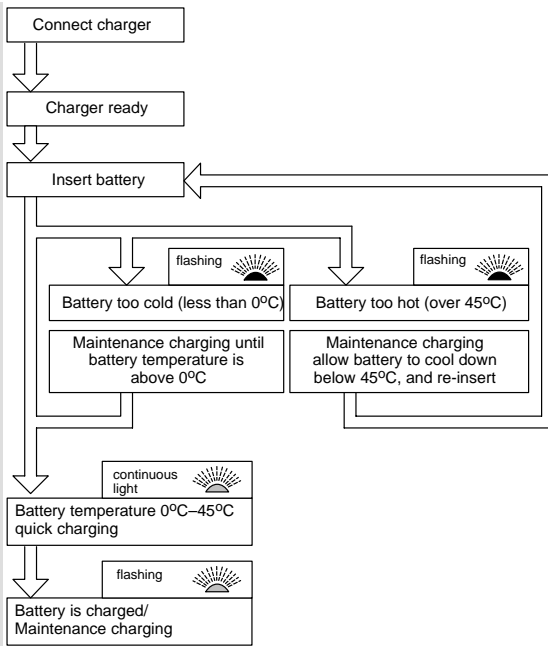 Connect charger
Charger ready
Insert battery
flashing
Battery too cold (less than 0ºC)
Maintenance charging until
battery temperature is
above 0ºC
flashing
Battery too hot (over 45ºC)
Maintenance charging
allow battery to cool down
below 45ºC, and re-insert
continuous
light
Battery temperature 0ºC–45ºC
quick charging
flashing
Battery is charged/
Maintenance charging